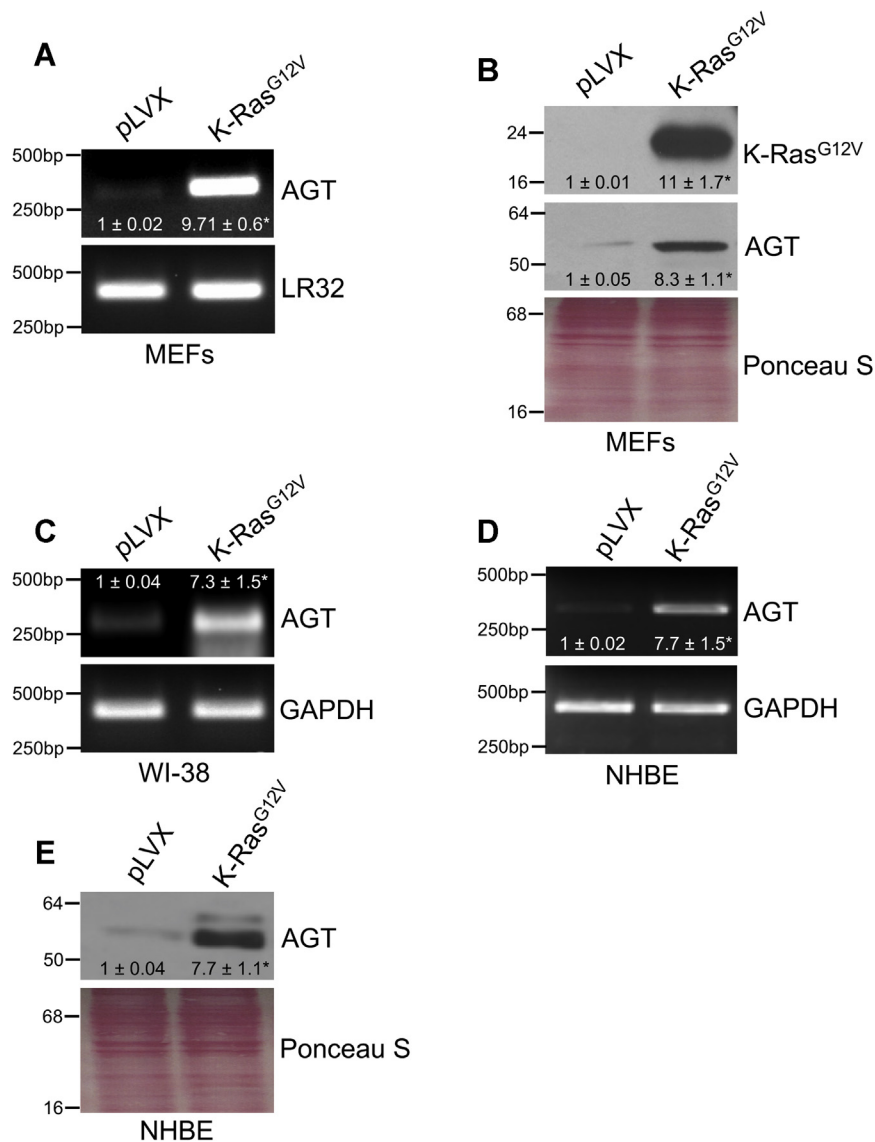 A
pLVX K-RasG12V
500bp
AGT
250bp
1 ± 0.02 9.71 ± 0.6*
500bp
LR32
250bp
MEFs
B
pLVX K-RasG12V
24
K-RasG12V
16 1 ± 0.01 11 ± 1.7*
64
AGT
50
1 ± 0.05 8.3 ± 1.1*
68
Ponceau S
16
MEFs
C
pLVX K-RasG12V
500bp 1 ± 0.04 7.3 ± 1.5*
AGT
250bp
500bp
GAPDH
250bp
WI-38
D
pLVX K-RasG12V
500bp
AGT
250bp
1 ± 0.02 7.7 ± 1.5*
500bp
GAPDH
250bp
NHBE
E
pLVX K-RasG12V
64
AGT
50 1 ± 0.04 7.7 ± 1.1*
68
Ponceau S
16
NHBE